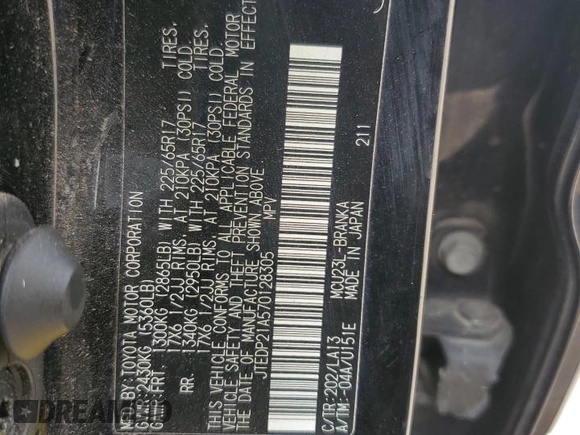 MFD.BY:TOYOTA MOTOR CORPORATION
GVWR:2430KG (5360LB)
GAWR:FRT. 1300KG (2865LB) WITH 225/65R17 TIRES,
17X6 1/2JJ RIMS, AT 210KPA (30PSI) COLD.
RR. 1340KG (2950LB) WITH 225/65R17 TIRES,
17X6 1/2JJ RIMS, AT 210KPA (30PSI) COLD.
THIS VEHICLE CONFORMS TO ALL APPLICABLE FEDERAL MOTOR
VEHICLE SAFETY AND THEFT PREVENTION STANDARDS IN EFFECT
ON THE DATE OF MANUFACTURE SHOWN ABOVE.
JTEDP21A570128305 MPV
C/TR:202/LA13 MCU23L-BRANKA
A/TM:-04A/U151E MADE IN JAPAN
211